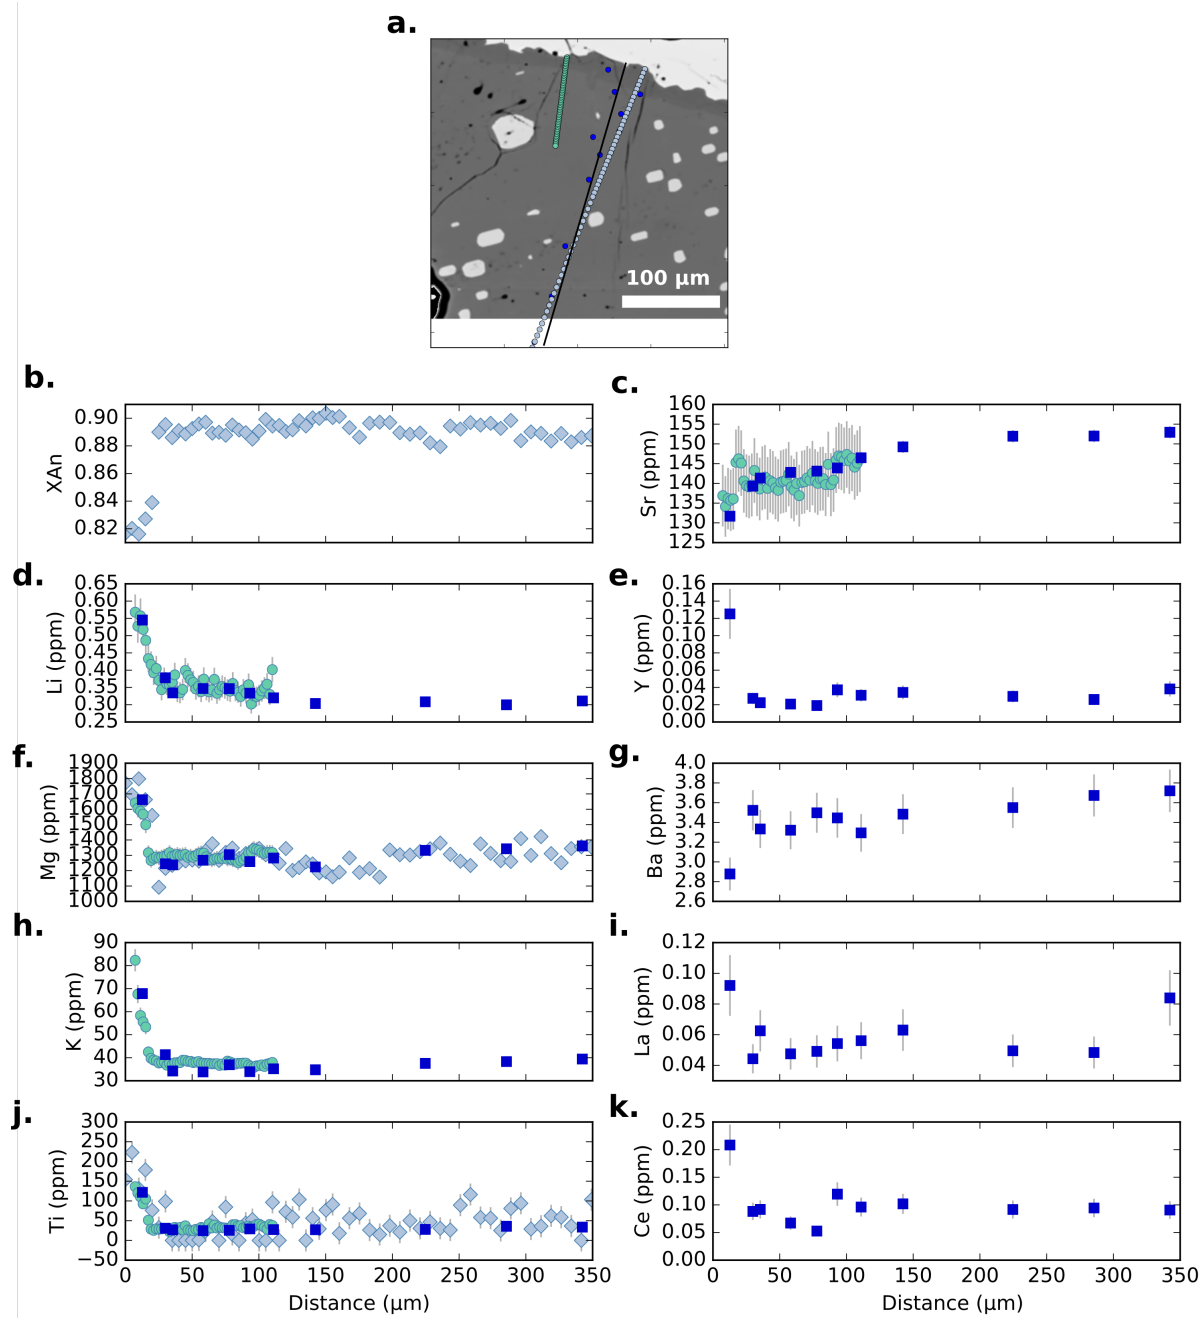 a.
100 µm
b.
0.90
0.88
0.86
0.84
0.82
XAn
c.
160
155
150
145
140
135
130
125
Sr (ppm)
d.
0.65
0.60
0.55
0.50
0.45
0.40
0.35
0.30
0.25
Li (ppm)
e.
0.16
0.14
0.12
0.10
0.08
0.06
0.04
0.02
0.00
Y (ppm)
f.
1900
1800
1700
1600
1500
1400
1300
1200
1100
1000
Mg (ppm)
g.
4.0
3.8
3.6
3.4
3.2
3.0
2.8
2.6
Ba (ppm)
h.
90
80
70
60
50
40
30
K (ppm)
i.
0.12
0.10
0.08
0.06
0.04
La (ppm)
j.
300
250
200
150
100
50
0
−50
Ti (ppm)
0 50 100 150 200 250 300 350
Distance (µm)
k.
0.25
0.20
0.15
0.10
0.05
0.00
Ce (ppm)
0 50 100 150 200 250 300 350
Distance (µm)